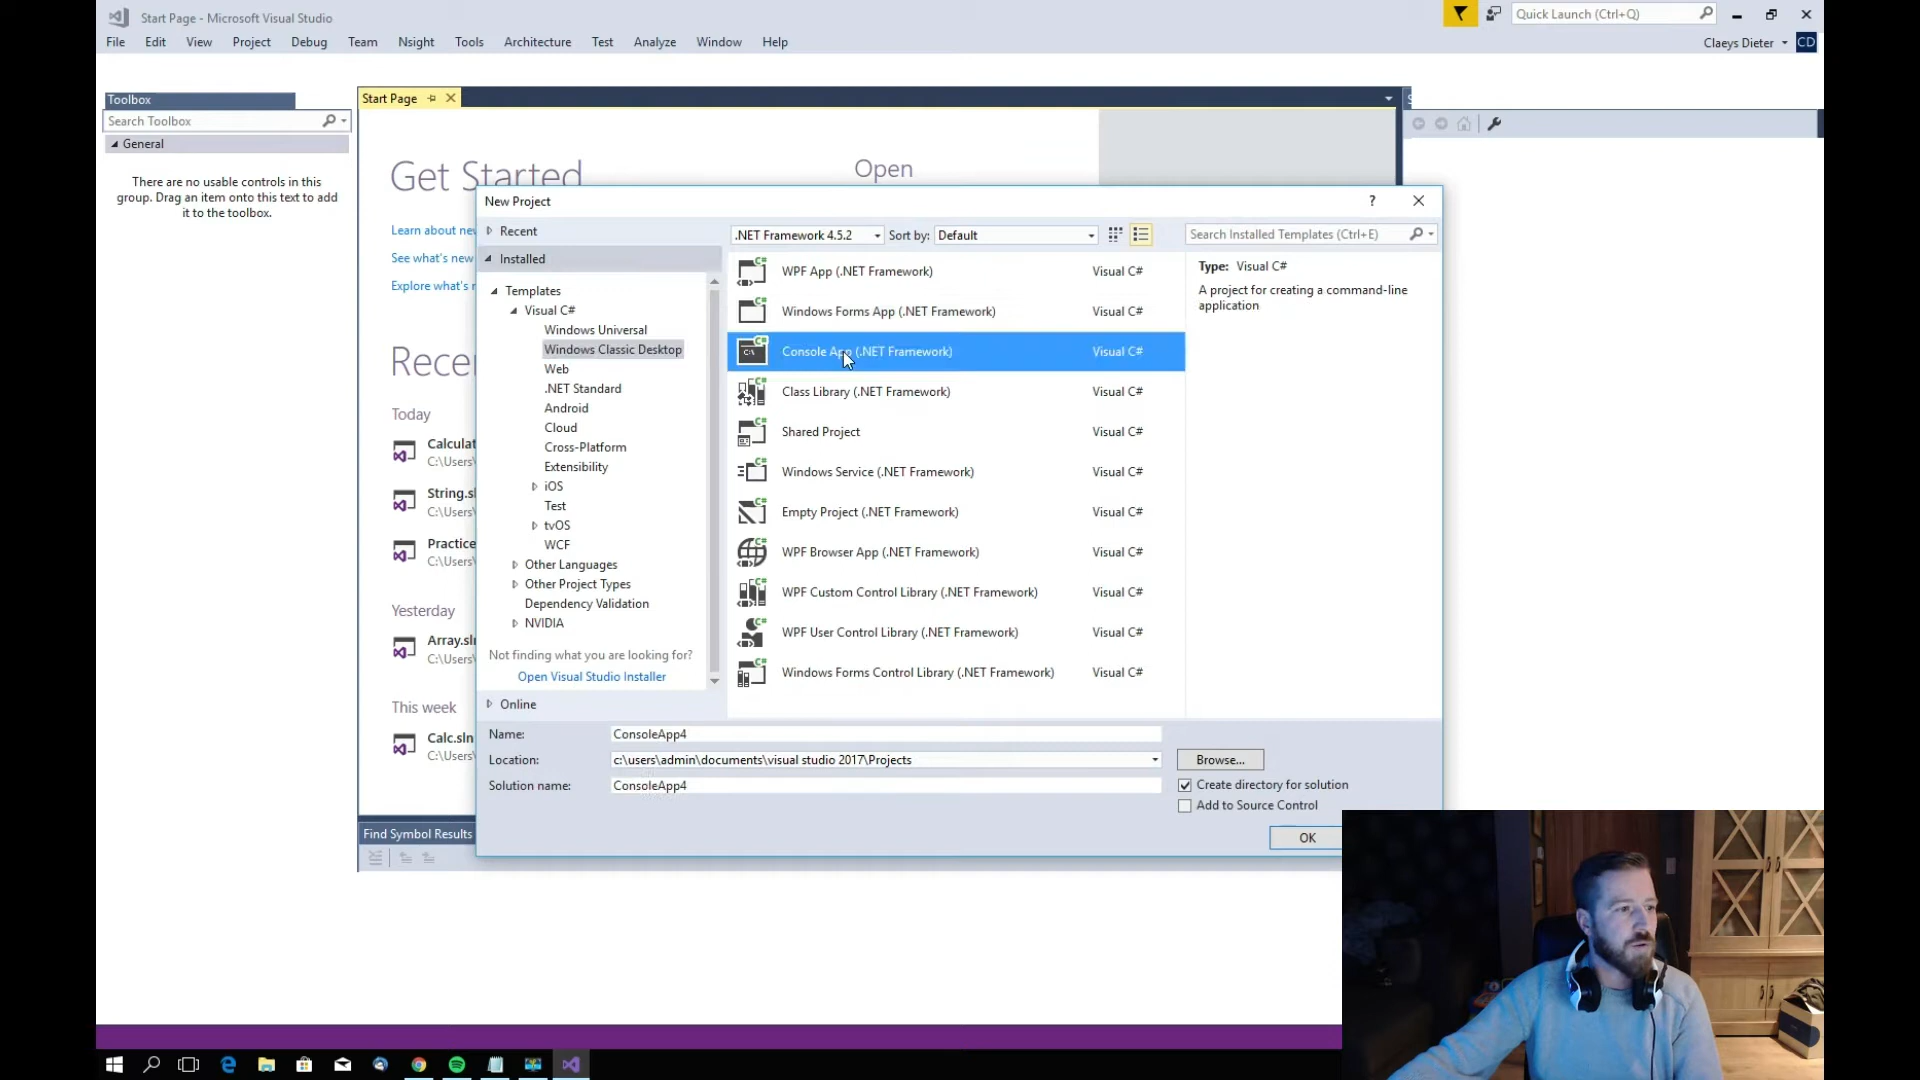 Start Page - Microsoft Visual Studio
Quick Launch (Ctrl+Q)
File Edit View Project Debug Team Nsight Tools Architecture Test Analyze Window Help
Claeys Dieter CD
Toolbox
Search Toolbox
General
There are no usable controls in this
group. Drag an item onto this text to add
it to the toolbox.
Start Page
Get Started
Open
Learn about
See what's new
Explore what's
Today
C:\Users
String.sl
C:\Users
Practice
C:\Users
Yesterday
Array.sl
C:\Users
This week
Calc.sln
C:\Users
Find Symbol Results
New Project
?
Recent
Installed
Templates
Visual C#
Windows Universal
Windows Classic Desktop
Web
.NET Standard
Android
Cloud
Cross-Platform
Extensibility
iOS
Test
tvOS
WCF
Other Languages
Other Project Types
Dependency Validation
NVIDIA
Not finding what you are looking for?
Open Visual Studio Installer
Online
.NET Framework 4.5.2 Sort by: Default
Search Installed Templates (Ctrl+E)
WPF App (.NET Framework) Visual C#
Windows Forms App (.NET Framework) Visual C#
Console App (.NET Framework) Visual C#
Class Library (.NET Framework) Visual C#
Shared Project Visual C#
Windows Service (.NET Framework) Visual C#
Empty Project (.NET Framework) Visual C#
WPF Browser App (.NET Framework) Visual C#
WPF Custom Control Library (.NET Framework) Visual C#
WPF User Control Library (.NET Framework) Visual C#
Windows Forms Control Library (.NET Framework) Visual C#
Type: Visual C#
A project for creating a command-line
application
Name: ConsoleApp4
Location: c:\users\admin\documents\visual studio 2017\Projects
Browse...
Solution name: ConsoleApp4
Create directory for solution
Add to Source Control
OK